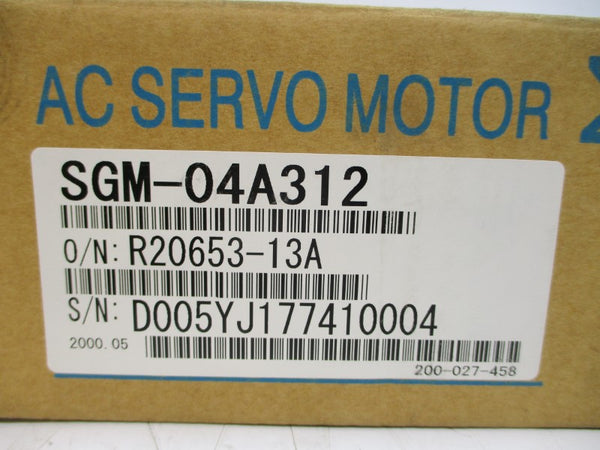 AC SERVO MOTOR Σ
SGM-04A312
O/N: R20653-13A
S/N: D005YJ177410004
2000.05
200-027-458